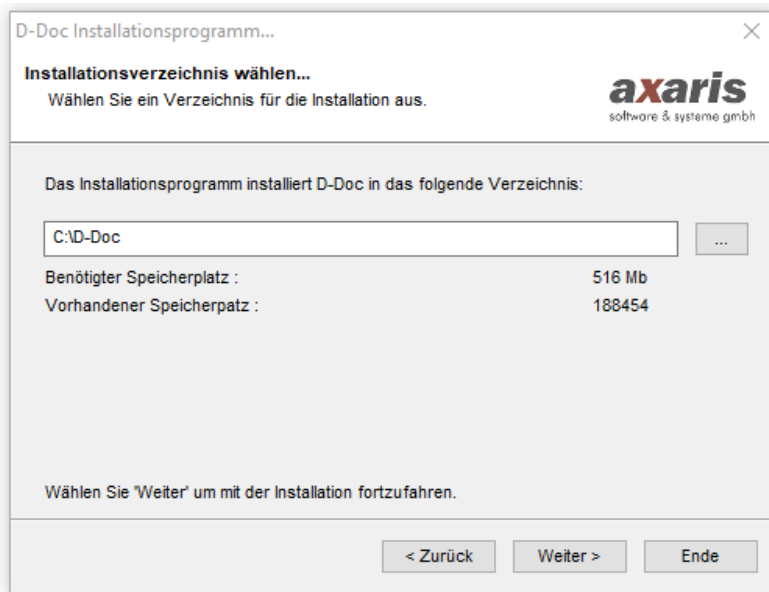 D-Doc Installationsprogramm...
Installationsverzeichnis wählen...
Wählen Sie ein Verzeichnis für die Installation aus.
axaris
software & systeme gmbh
Das Installationsprogramm installiert D-Doc in das folgende Verzeichnis:
C:\D-Doc
...
Benötigter Speicherplatz : 516 Mb
Vorhandener Speicherpatz : 188454
Wählen Sie 'Weiter' um mit der Installation fortzufahren.
< Zurück Weiter > Ende